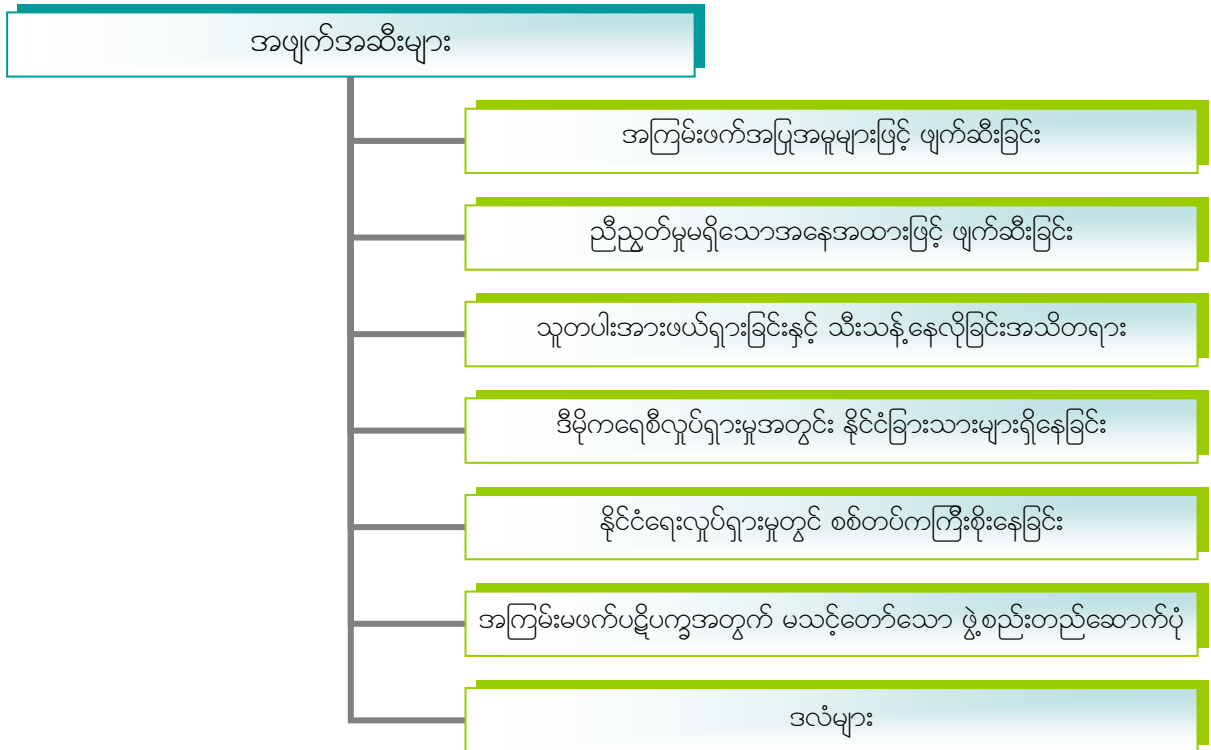 အဖျက်အဆီးများ
အကြမ်းဖက်အပြုအမူများဖြင့် ဖျက်ဆီးခြင်း
ညီညွတ်မှုမရှိသောအနေအထားဖြင့် ဖျက်ဆီးခြင်း
သူတပါးအားဖယ်ရှားခြင်းနှင့် သီးသန့်နေလိုခြင်းအသိတရား
ဒီမိုကရေစီလှုပ်ရှားမှုအတွင်း နိုင်ငံခြားသားများရှိနေခြင်း
နိုင်ငံရေးလှုပ်ရှားမှုတွင် စစ်တပ်ကကြီးစိုးနေခြင်း
အကြမ်းမဖက်ပဋိပက္ခအတွက် မသင့်တော်သော ဖွဲ့စည်းတည်ဆောက်ပုံ
ဒလံများ